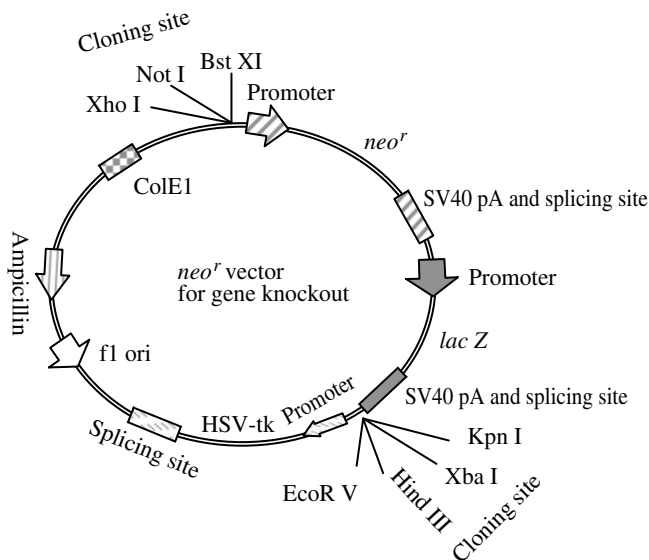 Cloning site
Bst XI
Not I
Promoter
Xho I
neoʳ
ColE1
SV40 pA and splicing site
Ampicillin
neoʳ vector
for gene knockout
Promoter
lac Z
f1 ori
SV40 pA and splicing site
Promoter
HSV-tk
Splicing site
Kpn I
Xba I
EcoR V
Hind III
Cloning site